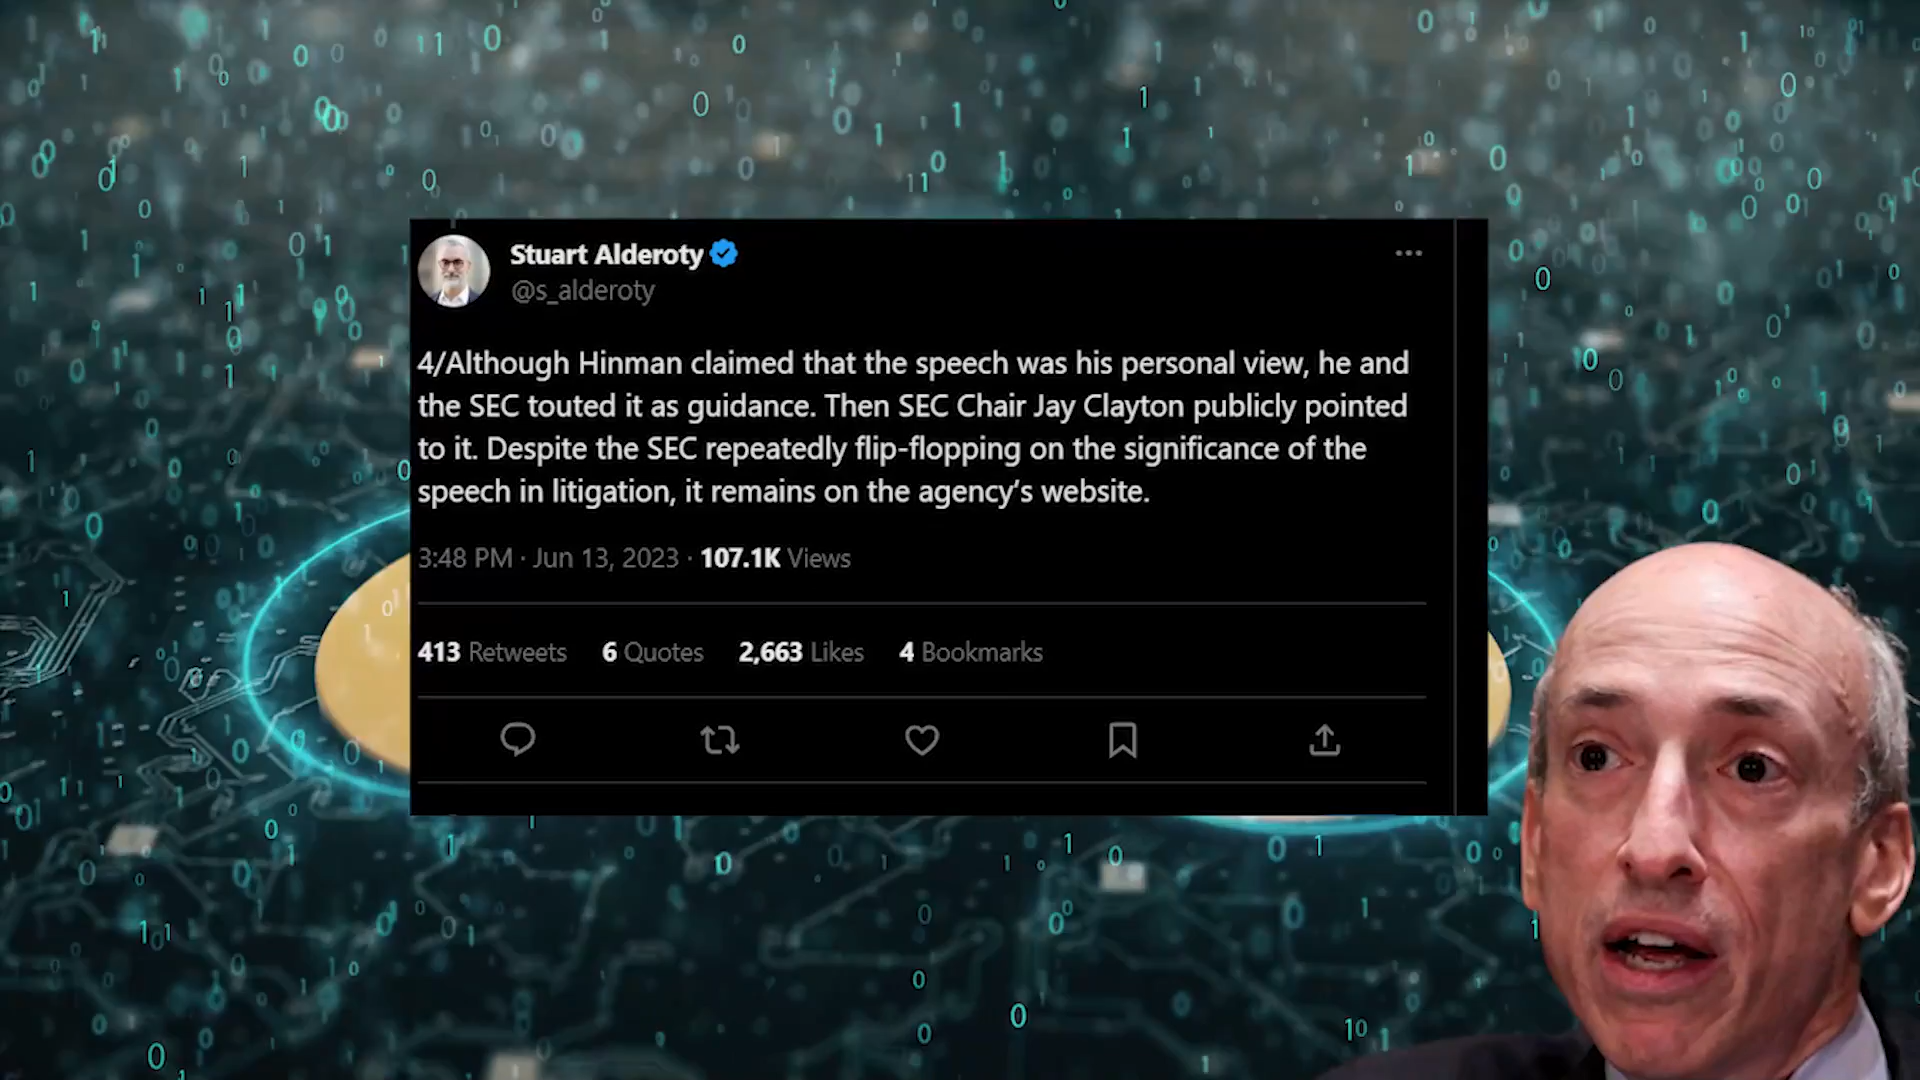 Stuart Alderoty
@s_alderoty
4/Although Hinman claimed that the speech was his personal view, he and
the SEC touted it as guidance. Then SEC Chair Jay Clayton publicly pointed
to it. Despite the SEC repeatedly flip-flopping on the significance of the
speech in litigation, it remains on the agency’s website.
3:48 PM · Jun 13, 2023 · 107.1K Views
413 Retweets 6 Quotes 2,663 Likes 4 Bookmarks